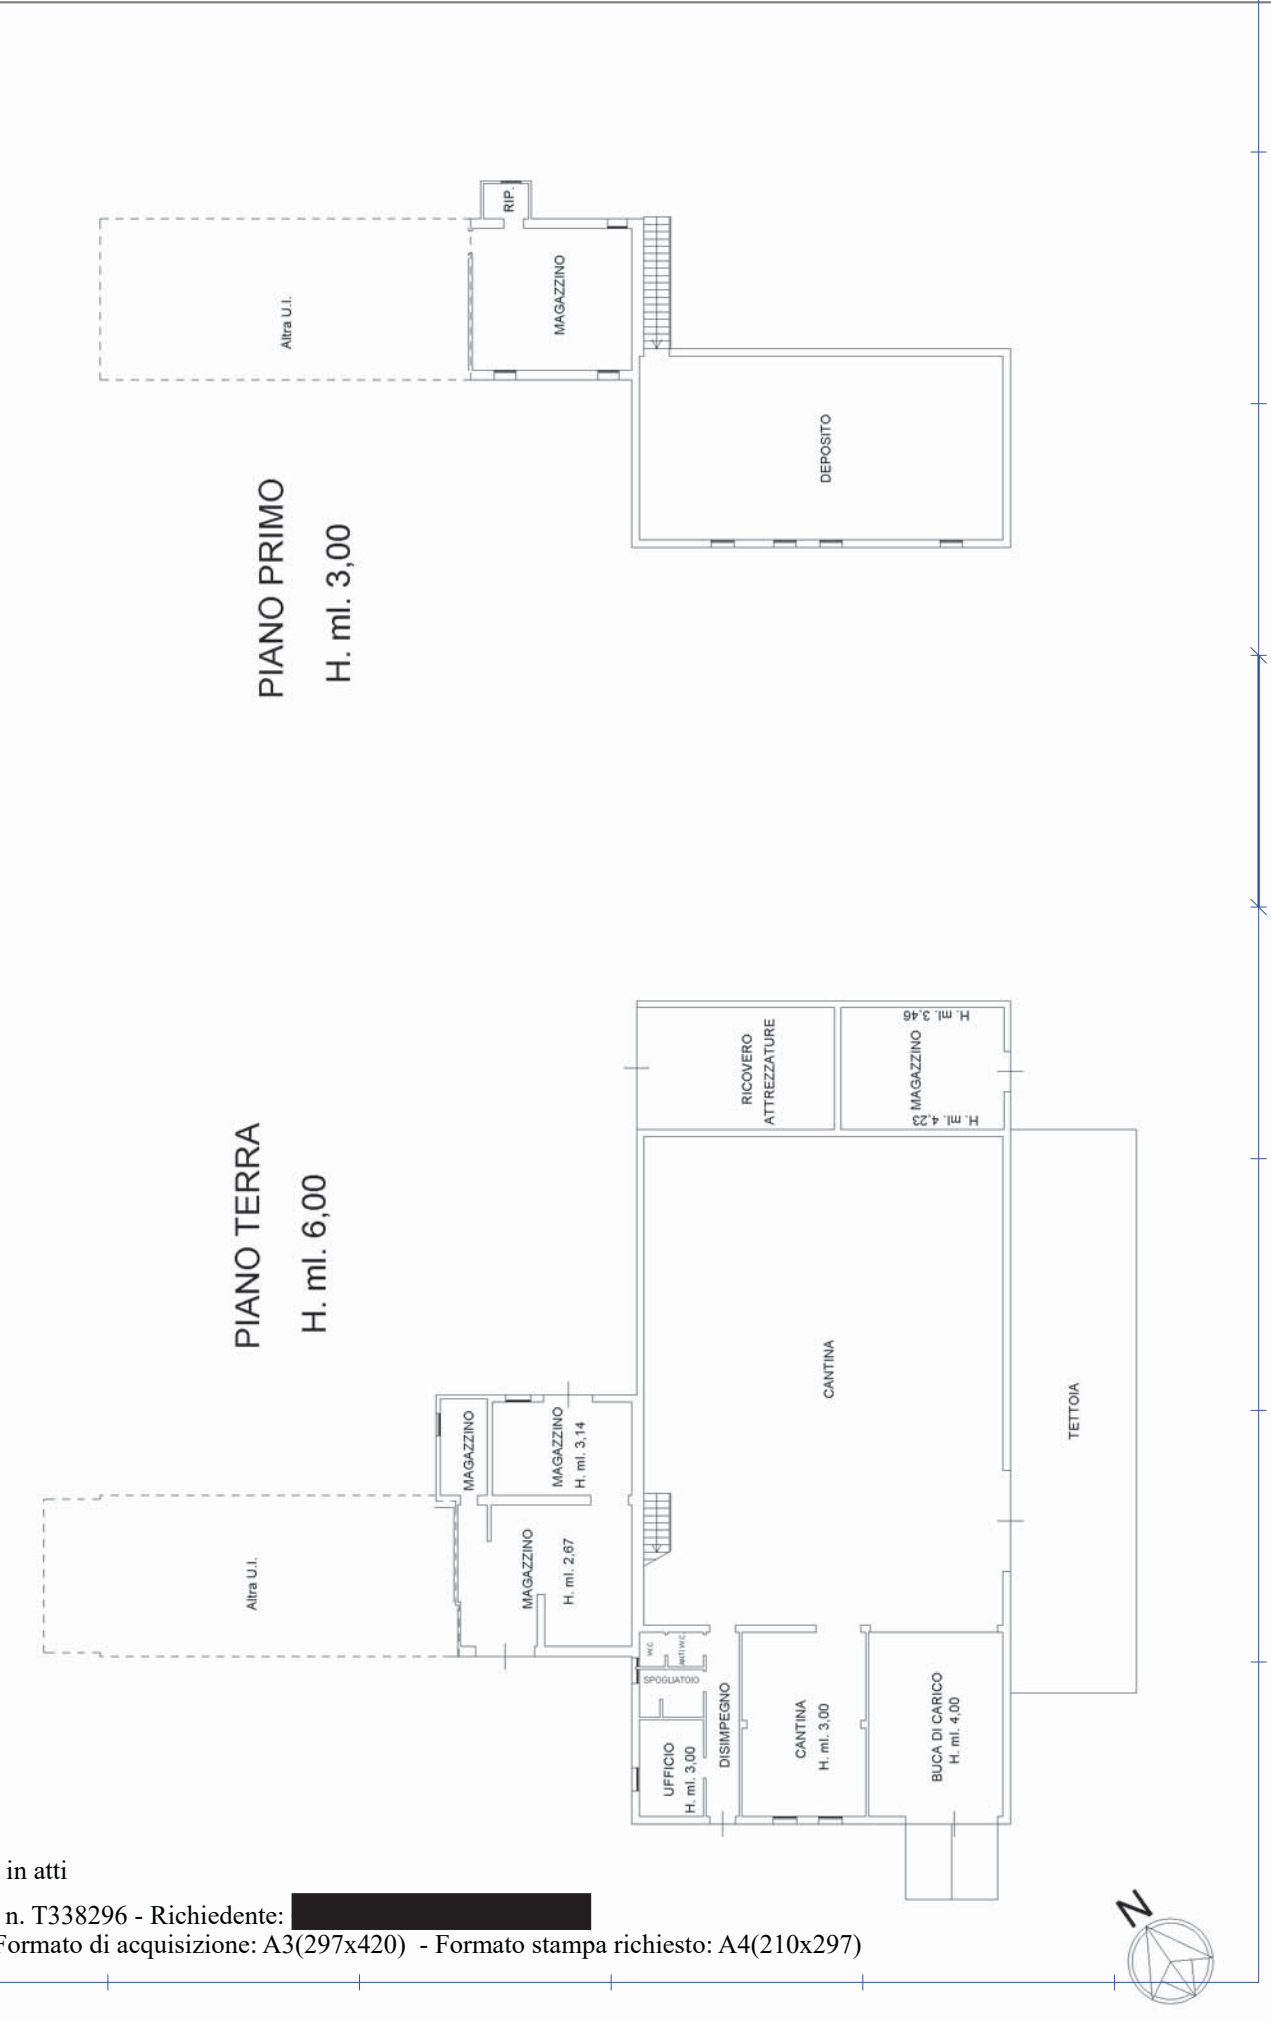 RIP.
MAGAZZINO
Altra U.I.
DEPOSITO
PIANO PRIMO
H. ml. 3,00
RICOVERO
ATTREZZATURE
MAGAZZINO
H. ml. 3,46
H. ml. 4,23
PIANO TERRA
H. ml. 6,00
CANTINA
TETTOIA
MAGAZZINO
MAGAZZINO
H. ml. 3,14
MAGAZZINO
H. ml. 2,67
Altra U.I.
W.C.
ANTI W.C.
SPOGLIATOIO
DISIMPEGNO
UFFICIO
H. ml. 3,00
CANTINA
H. ml. 3,00
BUCA DI CARICO
H. ml. 4,00
N
in atti
n. T338296 - Richiedente:
Formato di acquisizione: A3(297x420) - Formato stampa richiesto: A4(210x297)